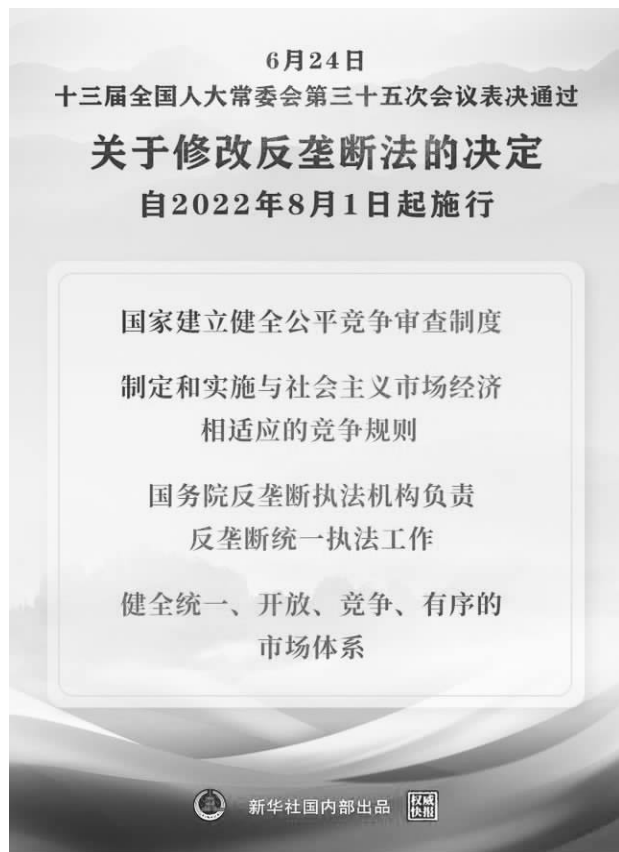 6月24日
十三届全国人大常委会第三十五次会议表决通过
关于修改反垄断法的决定
自2022年8月1日起施行
国家建立健全公平竞争审查制度
制定和实施与社会主义市场经济
相适应的竞争规则
国务院反垄断执法机构负责
反垄断统一执法工作
健全统一、开放、竞争、有序的
市场体系
新华社国内部出品
权威
快报